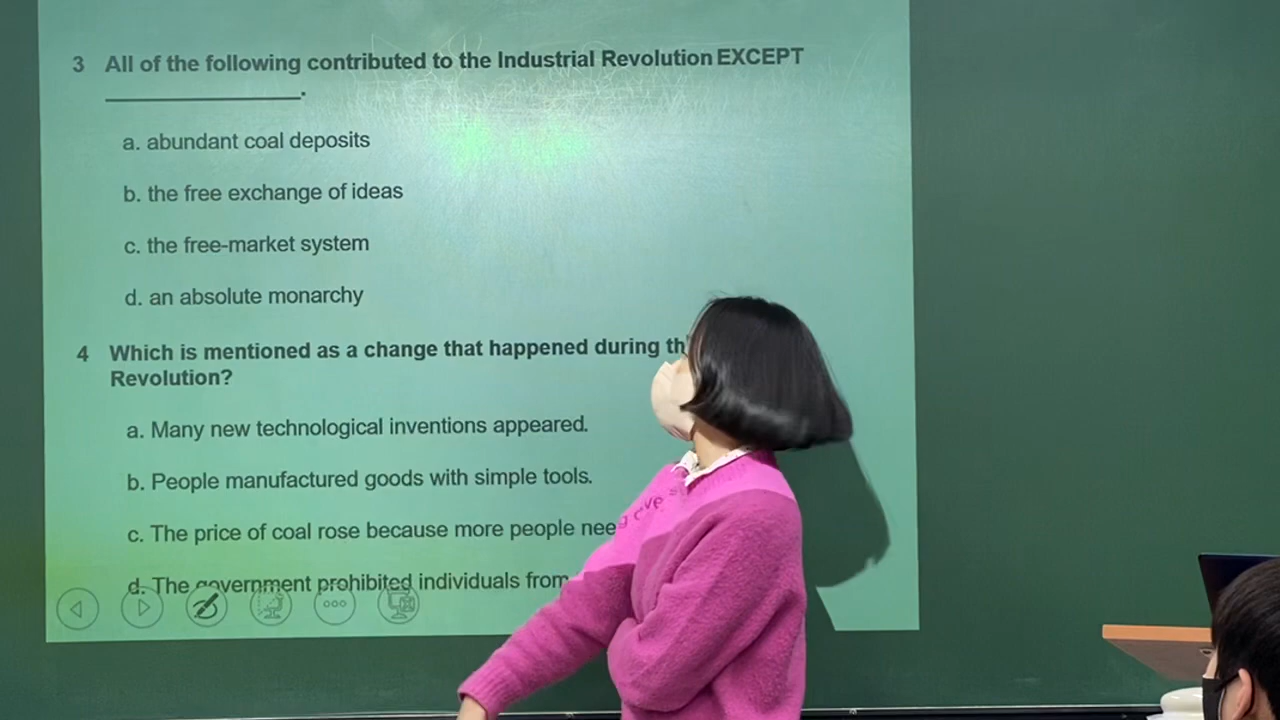 3 All of the following contributed to the Industrial Revolution EXCEPT
____________.
a. abundant coal deposits
b. the free exchange of ideas
c. the free-market system
d. an absolute monarchy
4 Which is mentioned as a change that happened during
Revolution?
a. Many new technological inventions appeared.
b. People manufactured goods with simple tools.
c. The price of coal rose because more people
d. The government prohibited individuals from